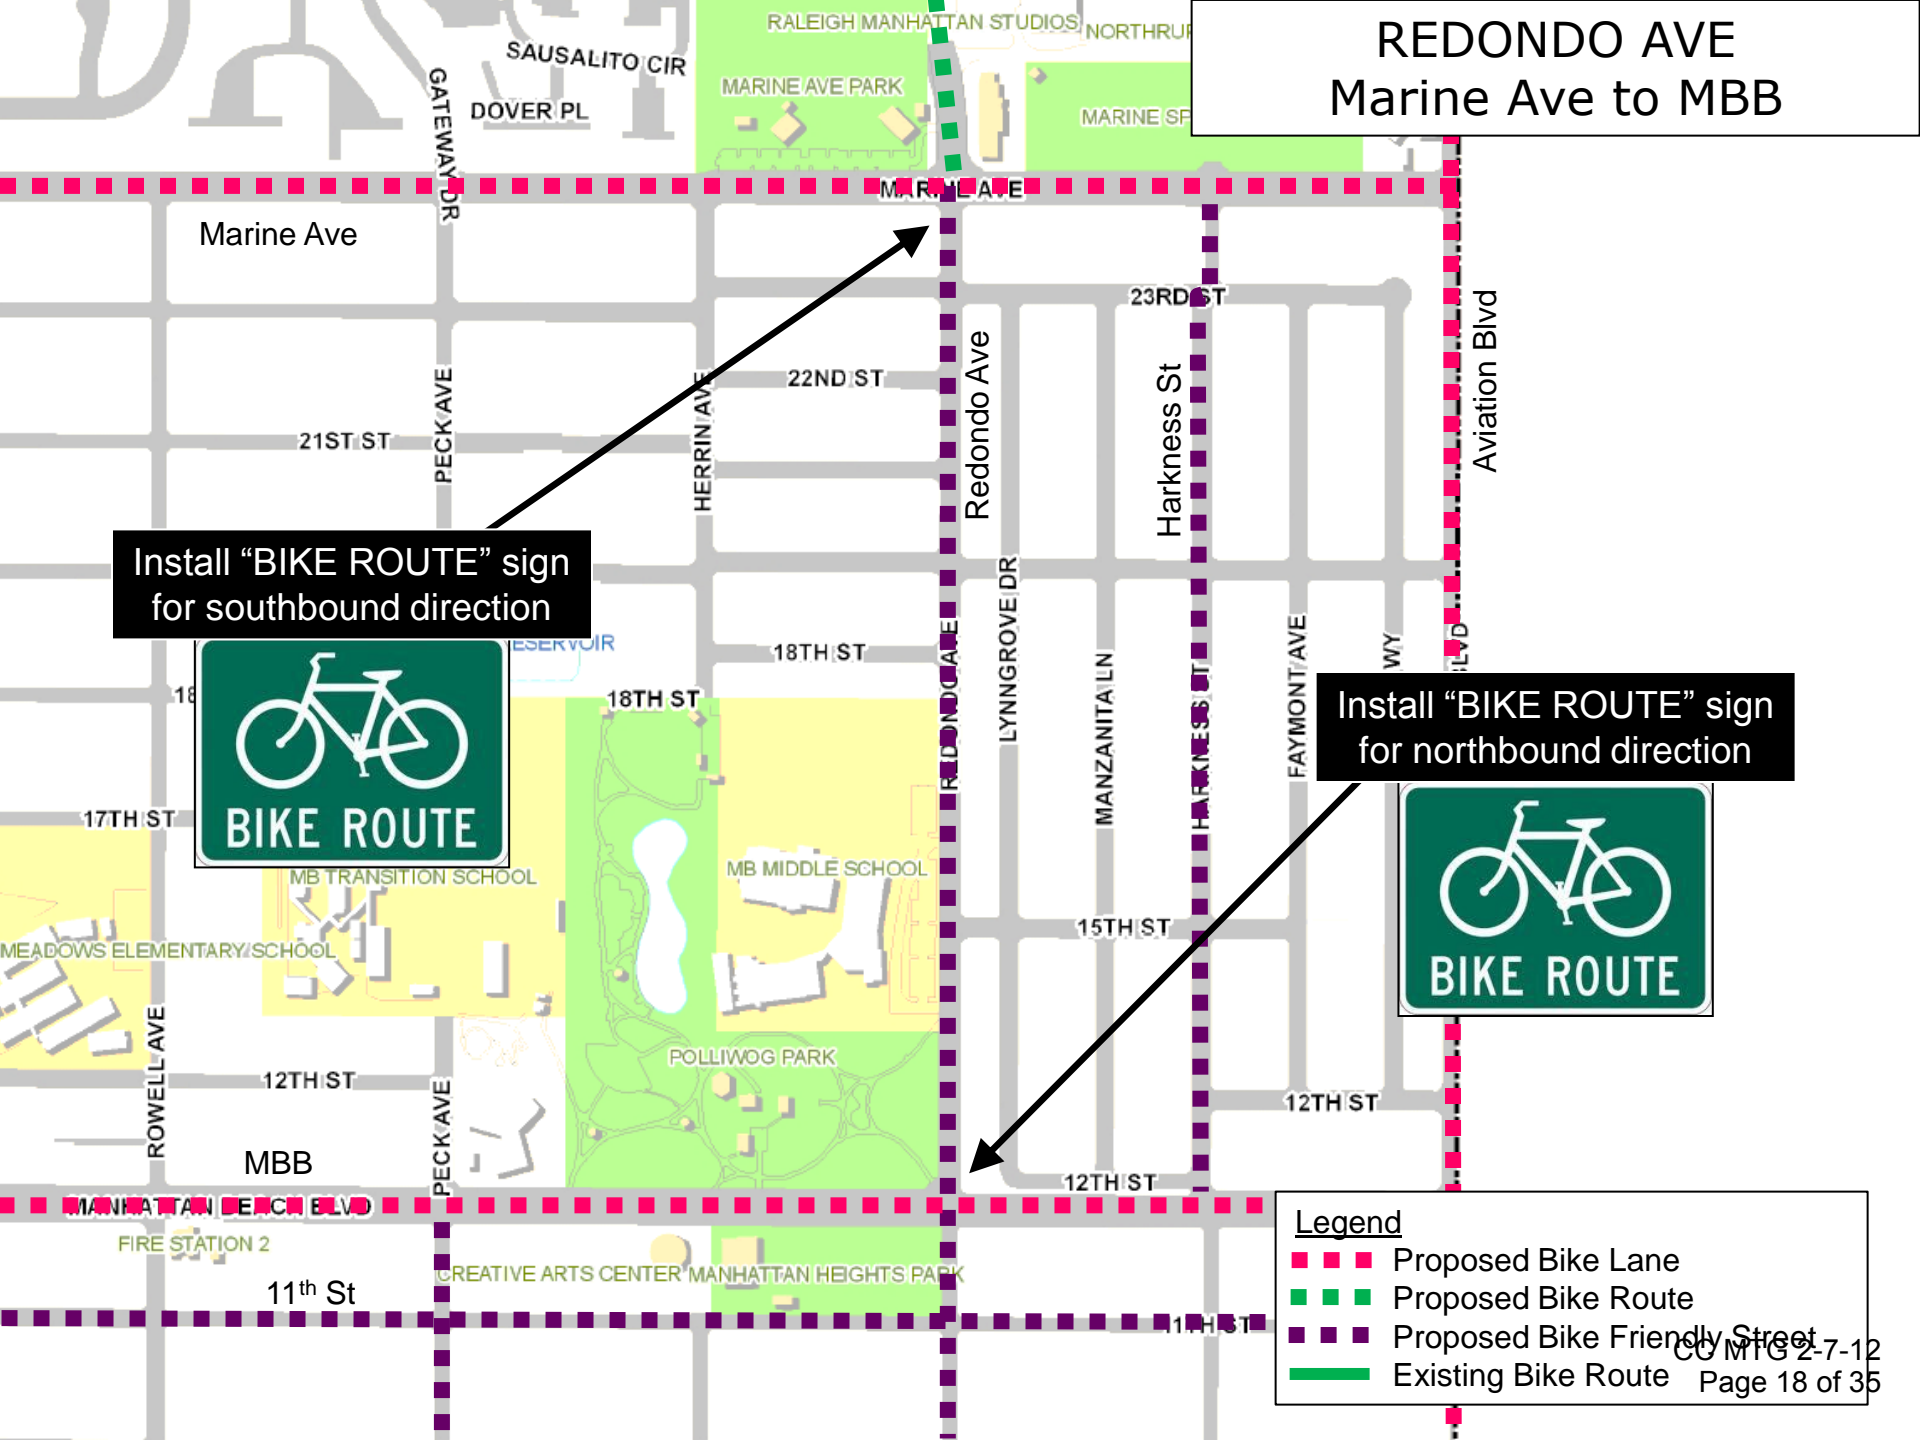 REDONDO AVE
Marine Ave to MBB
RALEIGH MANHATTAN STUDIOS
SAUSALITO CIR
MARINE AVE PARK
DOVER PL
GATEWAY DR
MARINE AVE
Marine Ave
23RD ST
22ND ST
21ST ST
PECK AVE
HERRIN AVE
Redondo Ave
Harkness St
Aviation Blvd
Install “BIKE ROUTE” sign
for southbound direction
BIKE ROUTE
18TH ST
18TH ST
REDONDO AVE
LYNNGROVE DR
MANZANITA LN
HARKNESS ST
FAYMONT AVE
Install “BIKE ROUTE” sign
for northbound direction
BIKE ROUTE
17TH ST
MB TRANSITION SCHOOL
MB MIDDLE SCHOOL
15TH ST
MEADOWS ELEMENTARY SCHOOL
ROWELL AVE
POLLIWOG PARK
12TH ST
12TH ST
PECK AVE
MBB
12TH ST
MANHATTAN BEACH BLVD
FIRE STATION 2
CREATIVE ARTS CENTER
MANHATTAN HEIGHTS PARK
11th St
11TH ST
Legend
Proposed Bike Lane
Proposed Bike Route
Proposed Bike Friendly Street
Existing Bike Route
CC MTG 2-7-12
Page 18 of 35